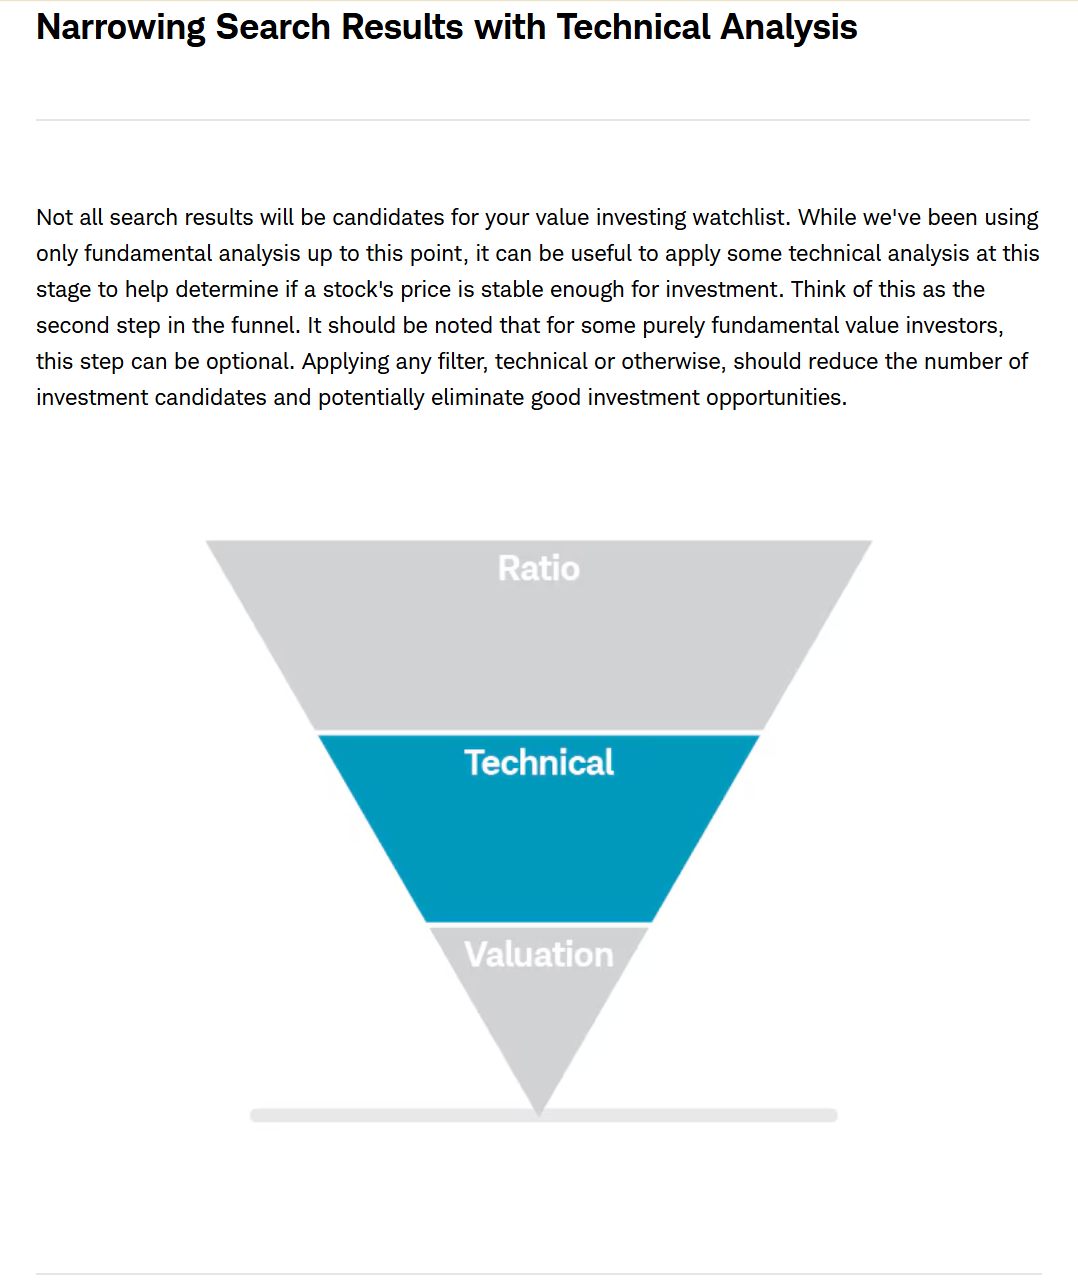 Narrowing Search Results with Technical Analysis
Not all search results will be candidates for your value investing watchlist. While we've been using
only fundamental analysis up to this point, it can be useful to apply some technical analysis at this
stage to help determine if a stock's price is stable enough for investment. Think of this as the
second step in the funnel. It should be noted that for some purely fundamental value investors,
this step can be optional. Applying any filter, technical or otherwise, should reduce the number of
investment candidates and potentially eliminate good investment opportunities.
Ratio
Technical
Valuation